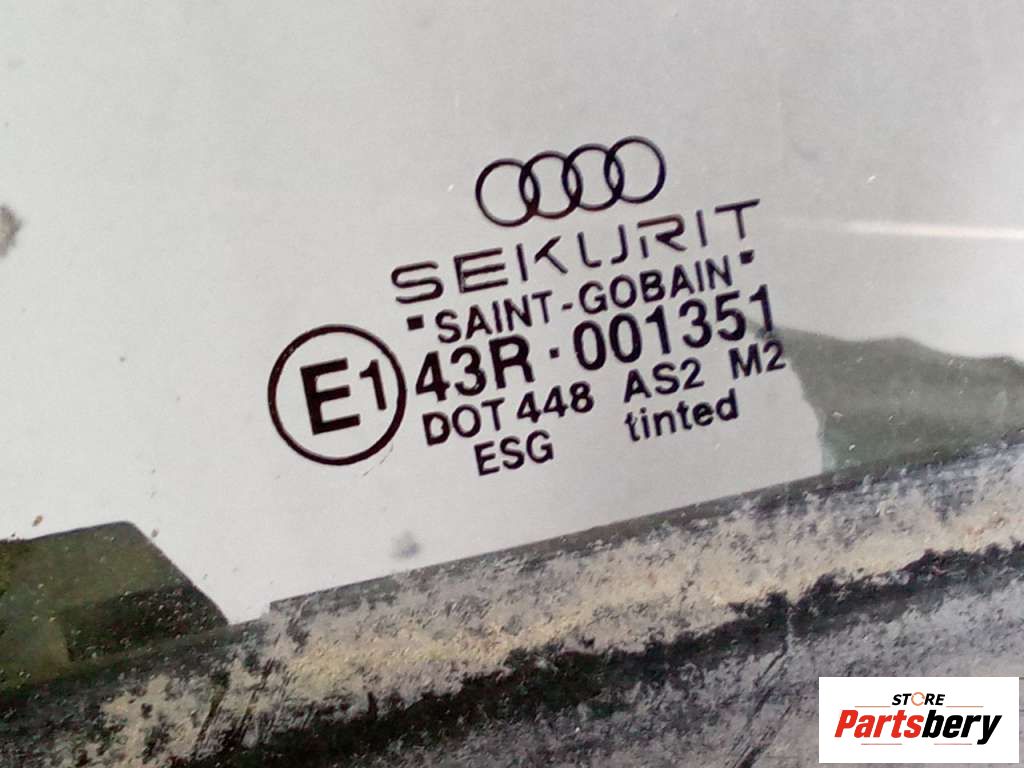 SEKURIT
"SAINT-GOBAIN"
E1 43R·001351
DOT 448 AS2 M2
ESG tinted
STORE
Partsbery